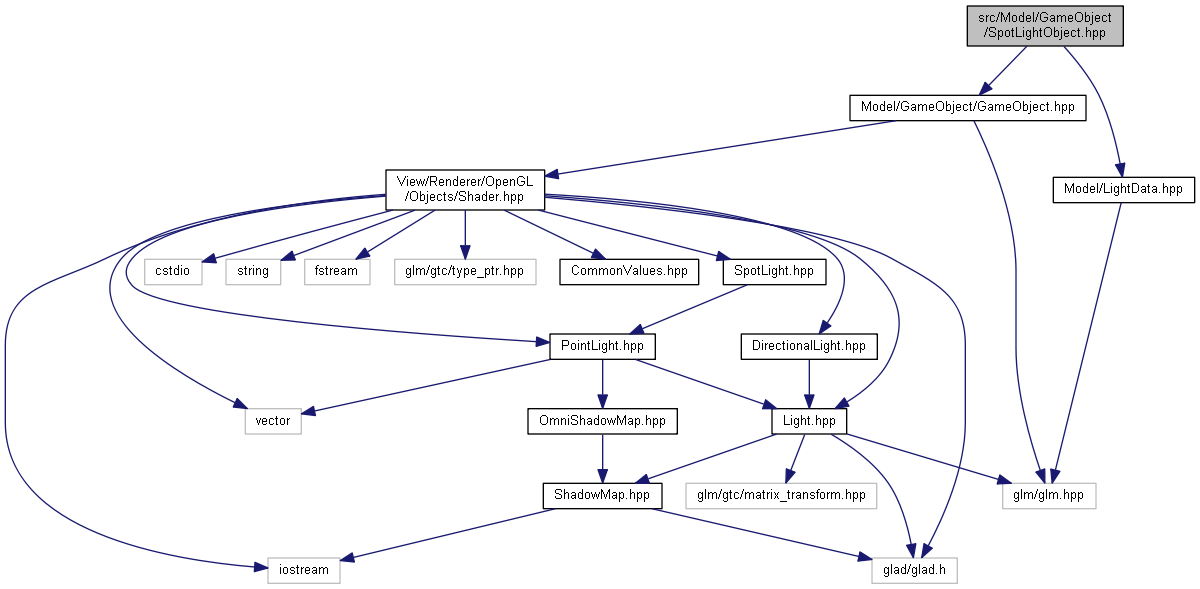 src/Model/GameObject
/SpotLightObject.hpp
Model/GameObject/GameObject.hpp
View/Renderer/OpenGL
/Objects/Shader.hpp
Model/LightData.hpp
cstdio
string
fstream
glm/gtc/type_ptr.hpp
CommonValues.hpp
SpotLight.hpp
PointLight.hpp
DirectionalLight.hpp
vector
OmniShadowMap.hpp
Light.hpp
ShadowMap.hpp
glm/gtc/matrix_transform.hpp
glm/glm.hpp
iostream
glad/glad.h